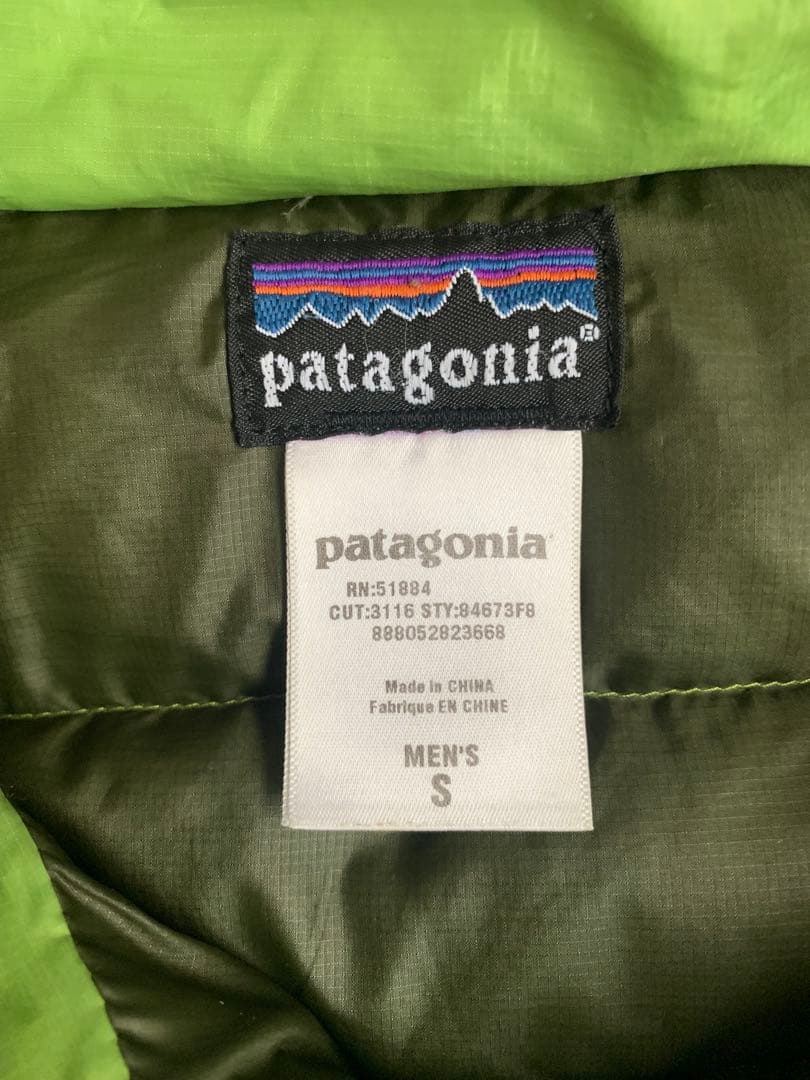 patagonia®
patagonia
RN:51884
CUT:3116 STY:84673F8
888052823668
Made in CHINA
Fabrique EN CHINE
MEN'S
S